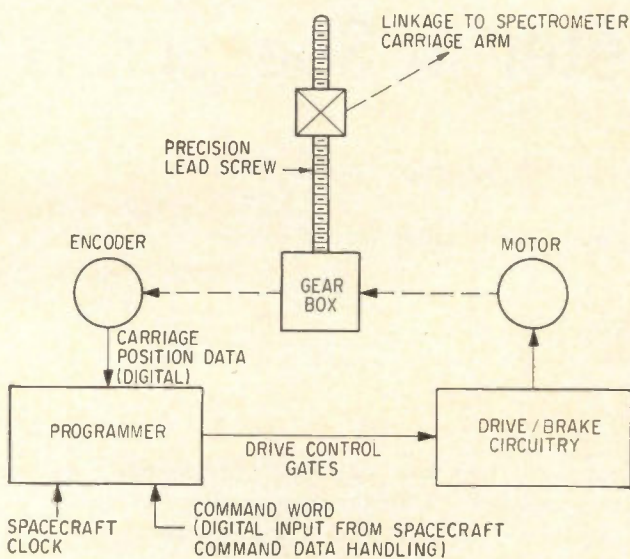 LINKAGE TO SPECTROMETER
CARRIAGE ARM
PRECISION
LEAD SCREW
ENCODER
MOTOR
GEAR
BOX
CARRIAGE
POSITION DATA
(DIGITAL)
PROGRAMMER
DRIVE CONTROL
GATES
DRIVE / BRAKE
CIRCUITRY
SPACECRAFT
CLOCK
COMMAND WORD
(DIGITAL INPUT FROM SPACECRAFT
COMMAND DATA HANDLING)